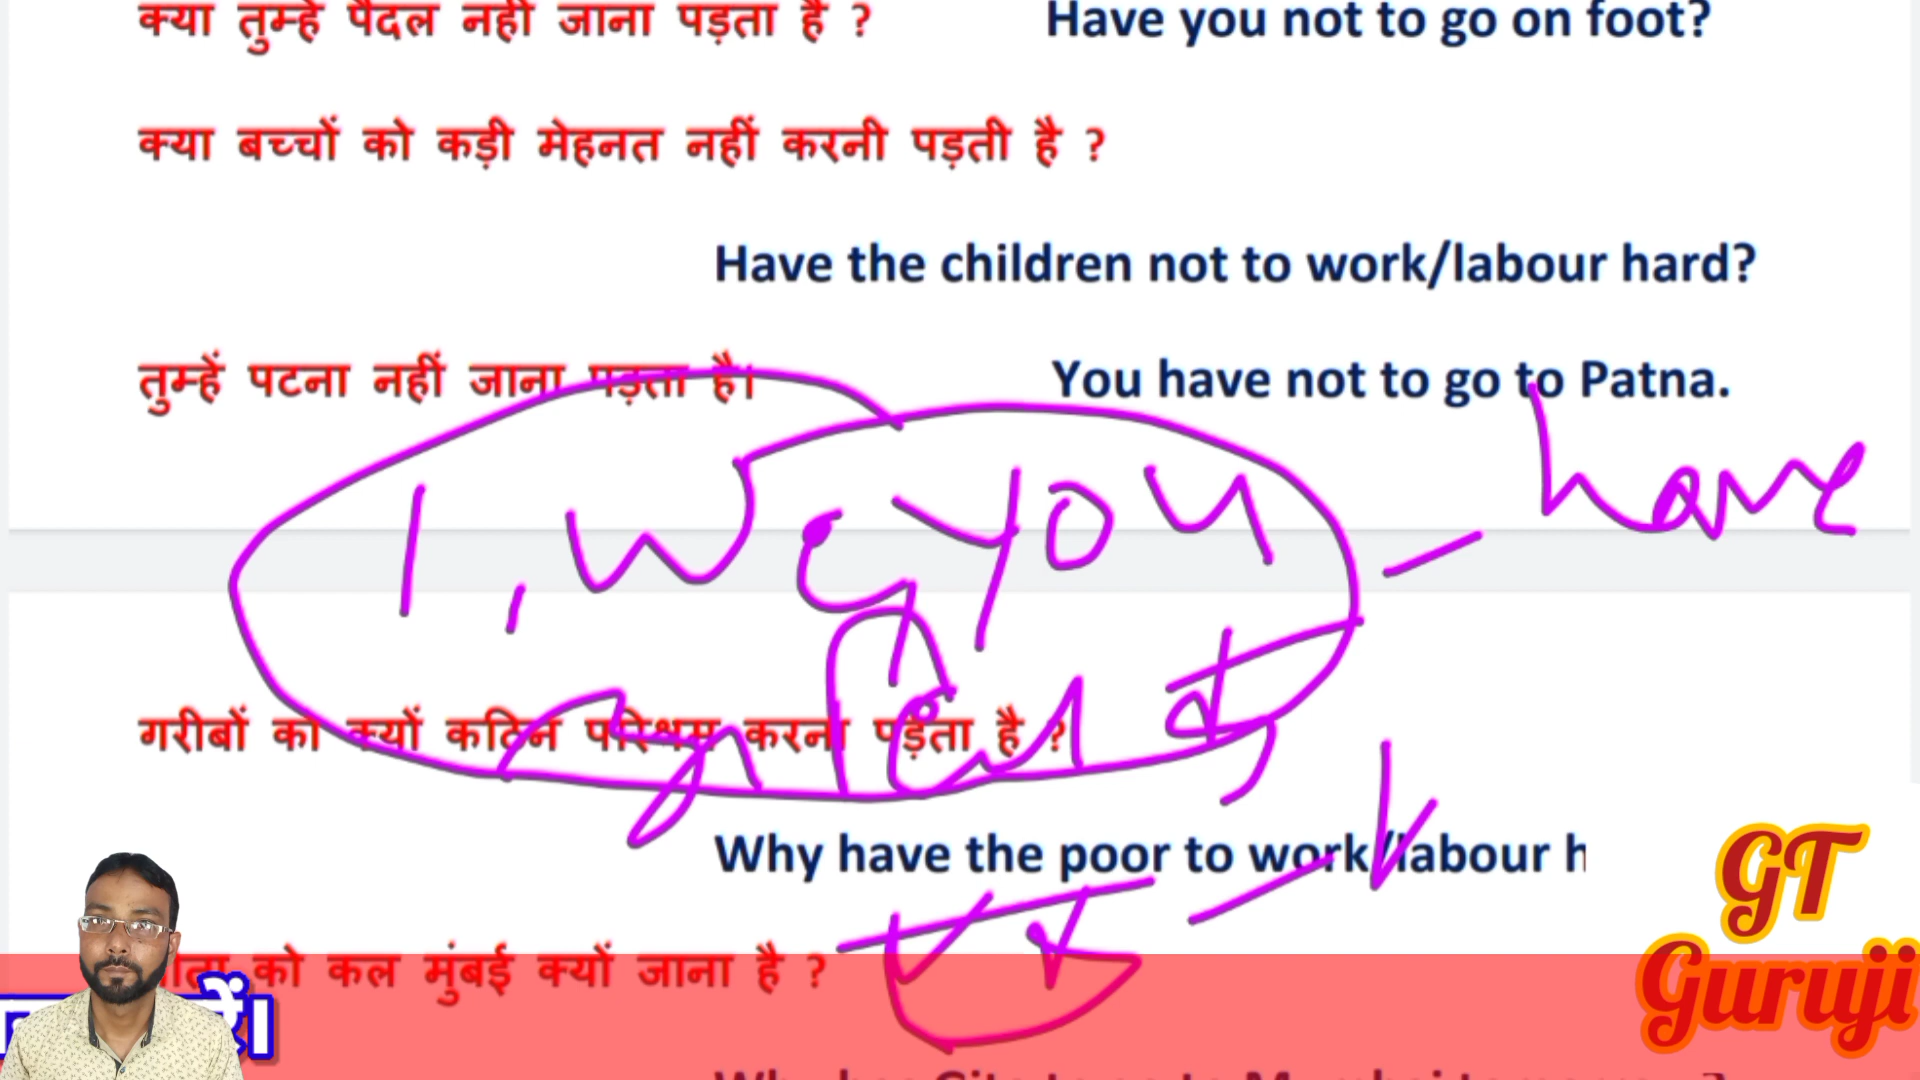 क्या तुम्हे पैदल नहीं जाना पड़ता है ? Have you not to go on foot?
क्या बच्चों को कड़ी मेहनत नहीं करनी पड़ती है ?
Have the children not to work/labour hard?
तुम्हें पटना नहीं जाना पड़ता है। You have not to go to Patna.
have
I, We you
गरीबों को क्यों कठिन परिश्रम करना पड़ता है ?
Why have the poor to work/labour h
को कल मुंबई क्यों जाना है ?
GT
Guruji